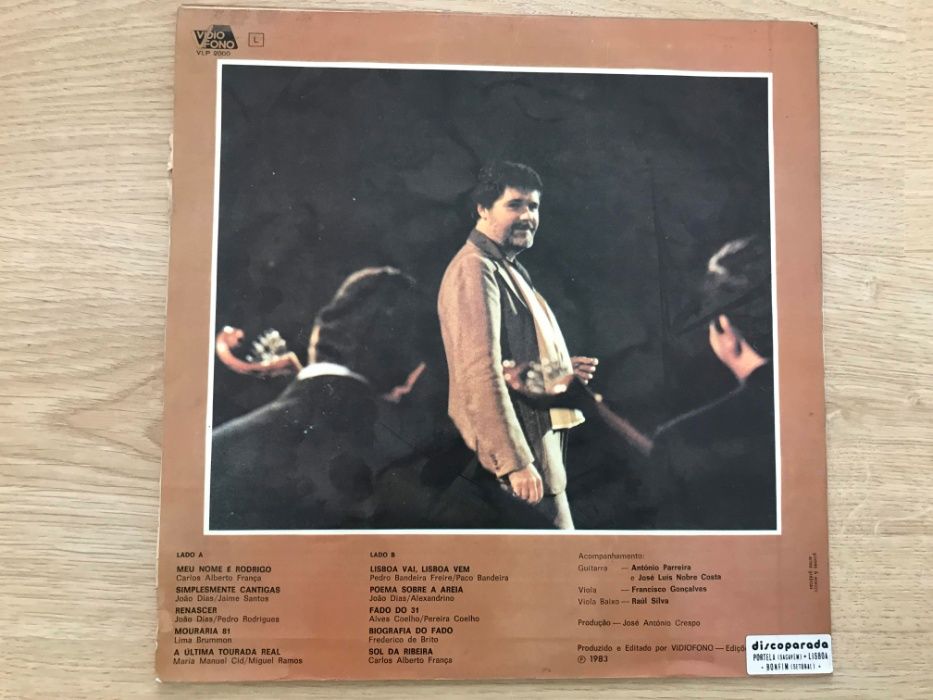 VIDIO
FONO
L
VLP 2000
LADO A
MEU NOME É RODRIGO
Carlos Alberto França
SIMPLESMENTE CANTIGAS
João Dias/Jaime Santos
RENASCER
João Dias/Pedro Rodrigues
MOURARIA 81
Lima Brummon
A ÚLTIMA TOURADA REAL
Maria Manuel Cid/Miguel Ramos
LADO B
LISBOA VAI, LISBOA VEM
Pedro Bandeira Freire/Paco Bandeira
POEMA SOBRE A AREIA
João Dias/Alexandrino
FADO DO 31
Alves Coelho/Pereira Coelho
BIOGRAFIA DO FADO
Frederico de Brito
SOL DA RIBEIRA
Carlos Alberto França
Acompanhamento:
Guitarra — António Parreira
e José Luís Nobre Costa
Viola — Francisco Gonçalves
Viola Baixo — Raúl Silva
Produção — José António Crespo
Produzido e Editado por VIDIOFONO — Ediçõ
℗ 1983
discoparada
PORTELA (SACAVÉM) • LISBOA
• BONFIM (SETÚBAL) •